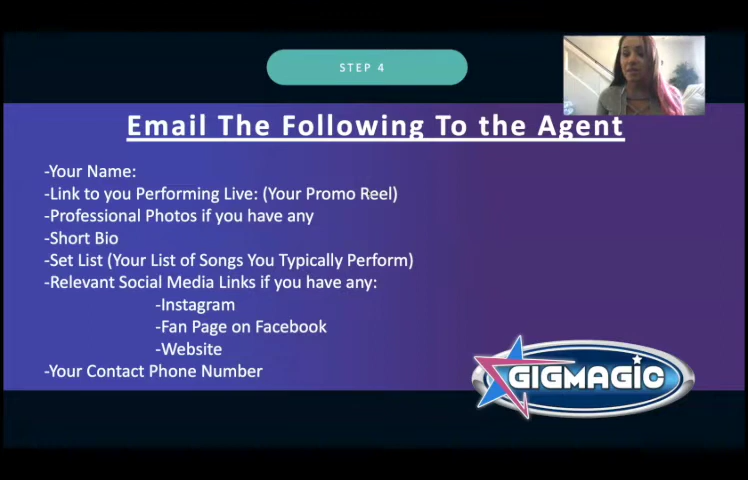 STEP 4
Email The Following To the Agent
-Your Name:
-Link to you Performing Live: (Your Promo Reel)
-Professional Photos if you have any
-Short Bio
-Set List (Your List of Songs You Typically Perform)
-Relevant Social Media Links if you have any:
-Instagram
-Fan Page on Facebook
-Website
-Your Contact Phone Number
GIGMAGIC